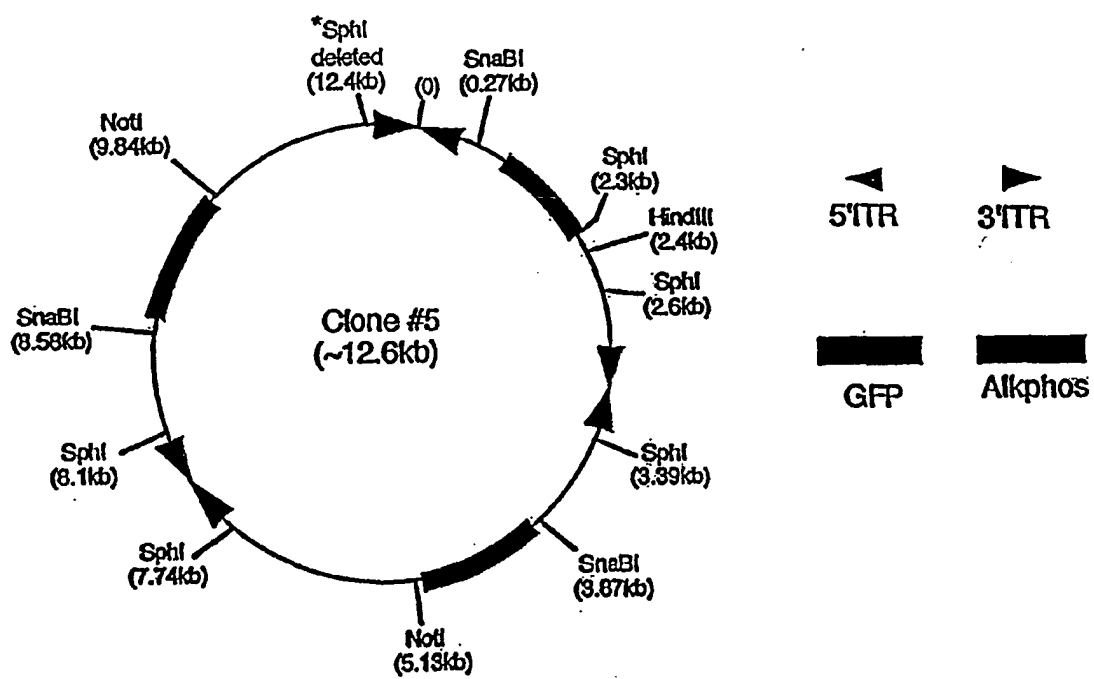 *SphI
deleted
(12.4kb)
(0)
SnaBI
(0.27kb)
NotI
(9.84kb)
SphI
(2.3kb)
HindIII
(2.4kb)
SphI
(2.6kb)
5'ITR
3'ITR
SnaBI
(8.58kb)
Clone #5
(~12.6kb)
GFP
Alkphos
SphI
(8.1kb)
SphI
(3.39kb)
SphI
(7.74kb)
SnaBI
(3.87kb)
NotI
(5.13kb)